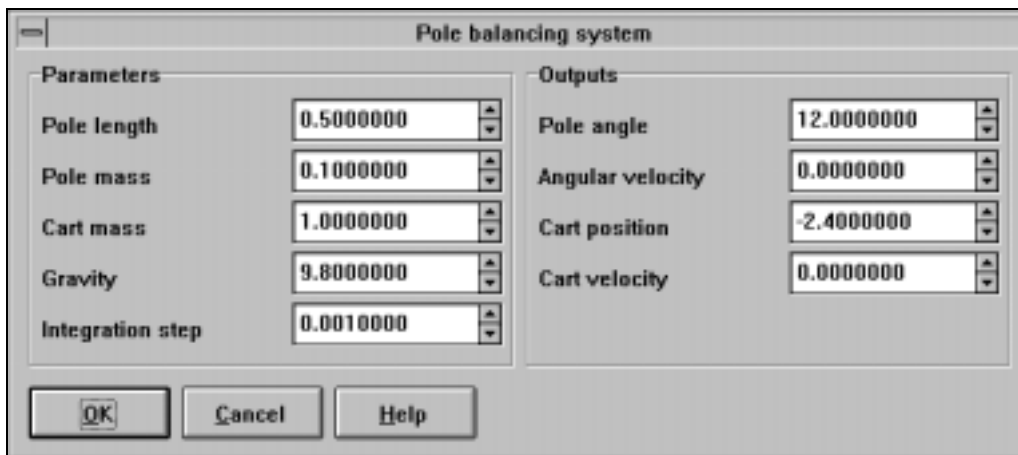 Pole balancing system
Parameters
Pole length 0.5000000
Pole mass 0.1000000
Cart mass 1.0000000
Gravity 9.8000000
Integration step 0.0010000
Outputs
Pole angle 12.0000000
Angular velocity 0.0000000
Cart position -2.4000000
Cart velocity 0.0000000
OK Cancel Help